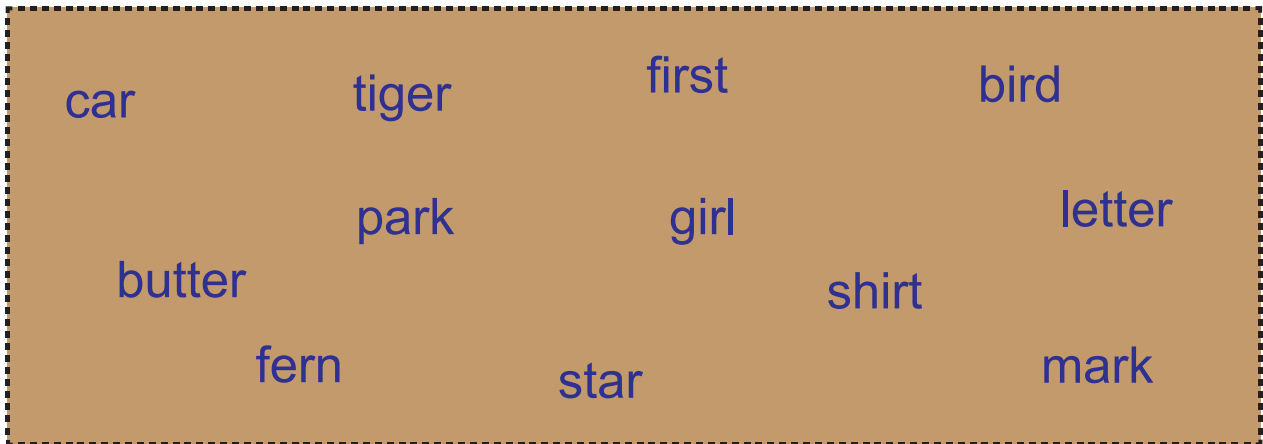 car tiger first bird
park girl letter
butter shirt
fern star mark